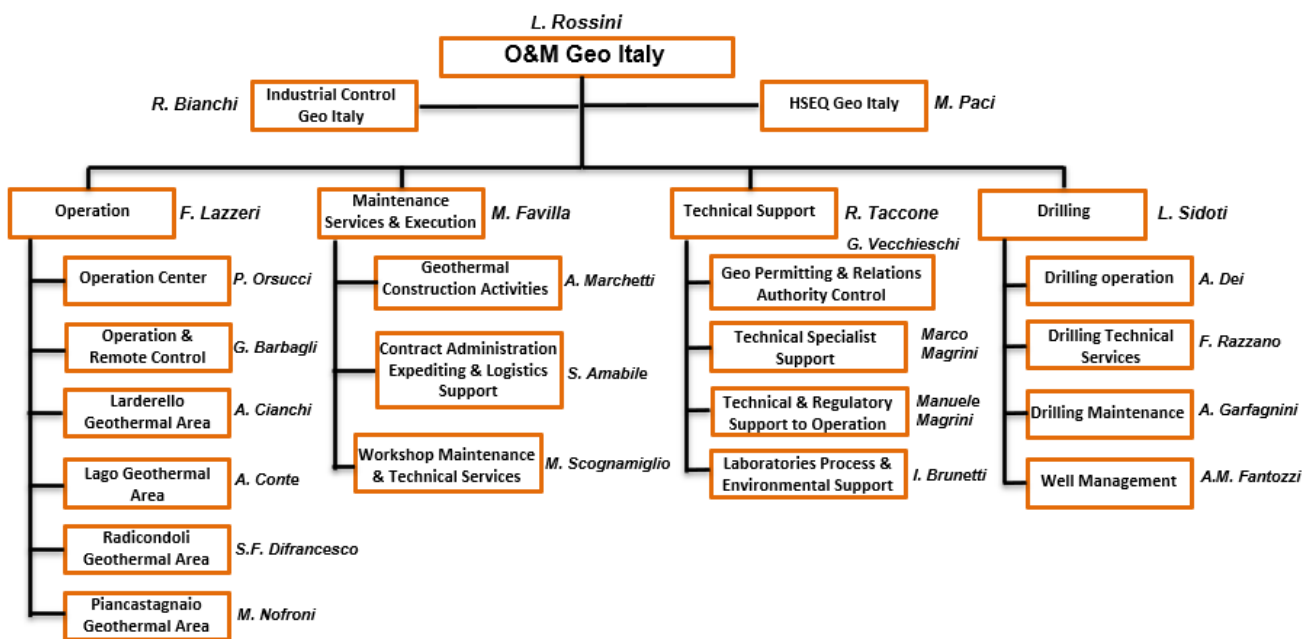 L. Rossini
O&M Geo Italy
R. Bianchi
Industrial Control
Geo Italy
HSEQ Geo Italy
M. Paci
Operation
F. Lazzeri
Maintenance
Services & Execution
M. Favilla
Technical Support
R. Taccone
Drilling
L. Sidoti
Operation Center
P. Orsucci
Operation &
Remote Control
G. Barbagli
Larderello
Geothermal Area
A. Cianchi
Lago Geothermal
Area
A. Conte
Radicondoli
Geothermal Area
S.F. Difrancesco
Piancastagnaio
Geothermal Area
M. Nofroni
Geothermal
Construction Activities
A. Marchetti
Contract Administration
Expediting & Logistics
Support
S. Amabile
Workshop Maintenance
& Technical Services
M. Scognamiglio
G. Vecchieschi
Geo Permitting & Relations
Authority Control
Technical Specialist
Support
Marco
Magrini
Technical & Regulatory
Support to Operation
Manuele
Magrini
Laboratories Process &
Environmental Support
I. Brunetti
Drilling operation
A. Dei
Drilling Technical
Services
F. Razzano
Drilling Maintenance
A. Garfagnini
Well Management
A.M. Fantozzi